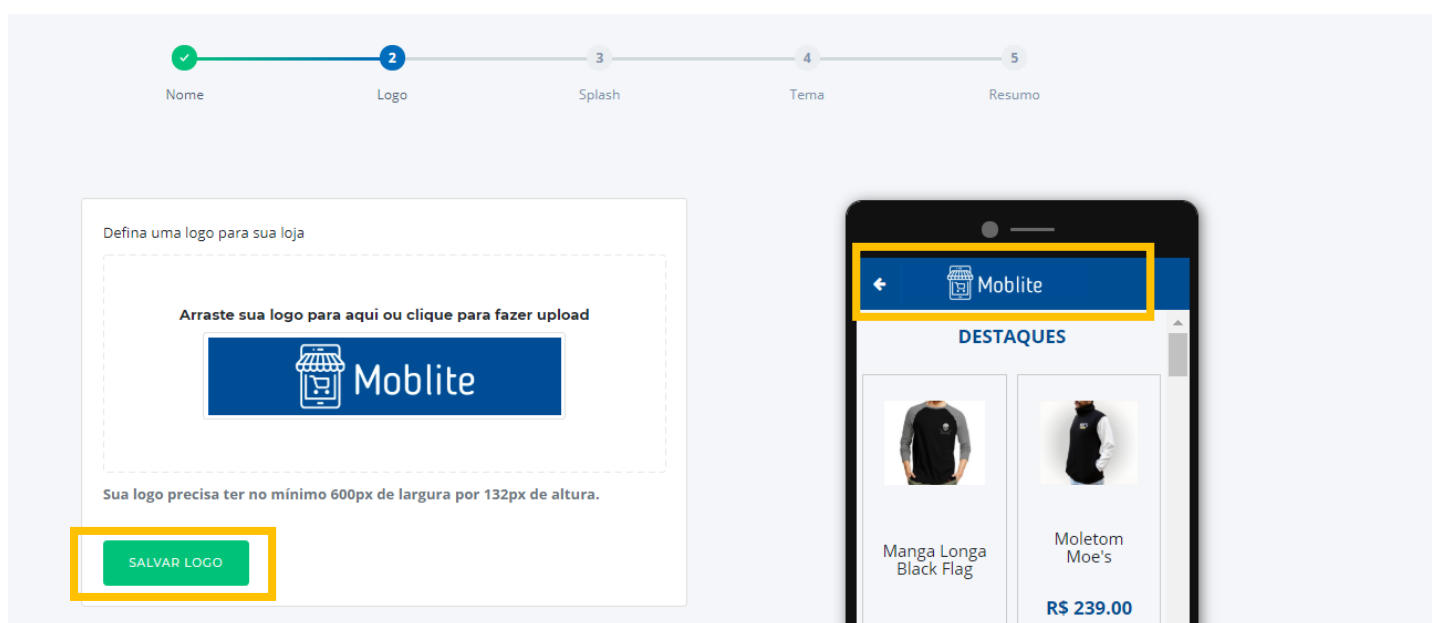 2
3
4
5
Nome
Logo
Splash
Tema
Resumo
Defina uma logo para sua loja
Arraste sua logo para aqui ou clique para fazer upload
Moblite
Sua logo precisa ter no mínimo 600px de largura por 132px de altura.
SALVAR LOGO
Moblite
DESTAQUES
Manga Longa
Black Flag
Moletom
Moe's
R$ 239.00